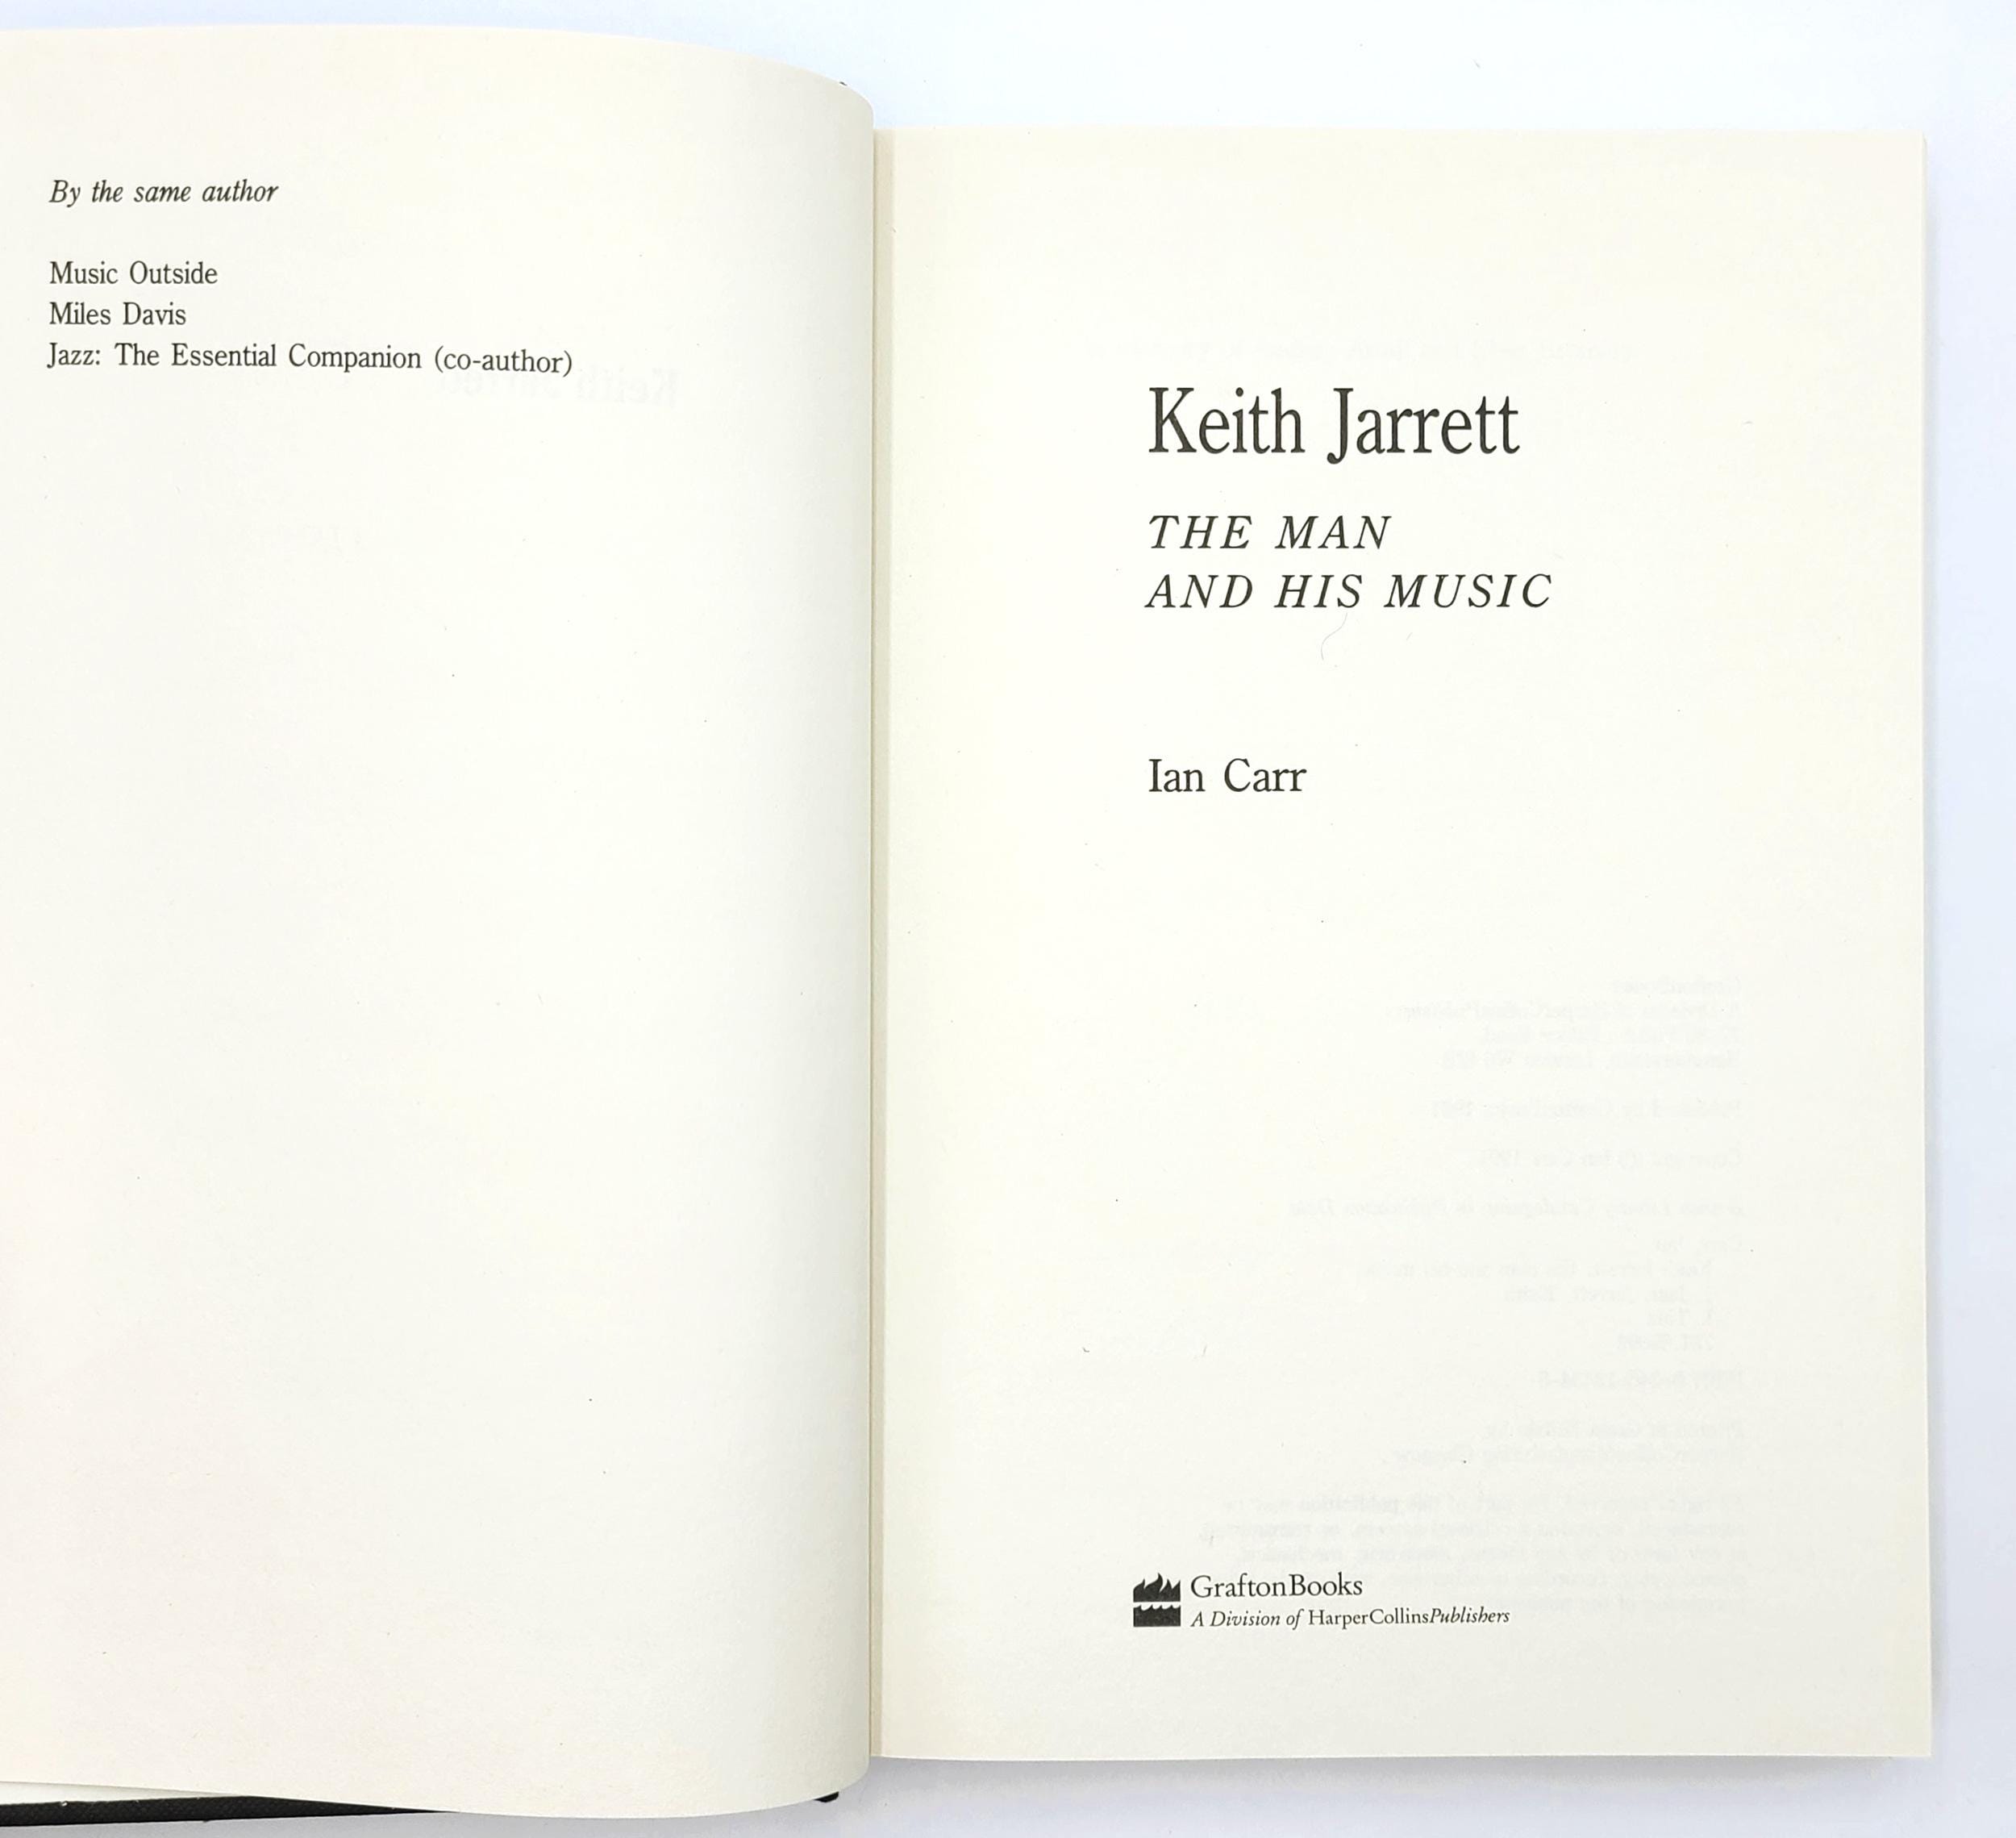 By the same author
Music Outside
Miles Davis
Jazz: The Essential Companion (co-author)
Keith Jarrett
THE MAN
AND HIS MUSIC
Ian Carr
GraftonBooks
A Division of HarperCollinsPublishers